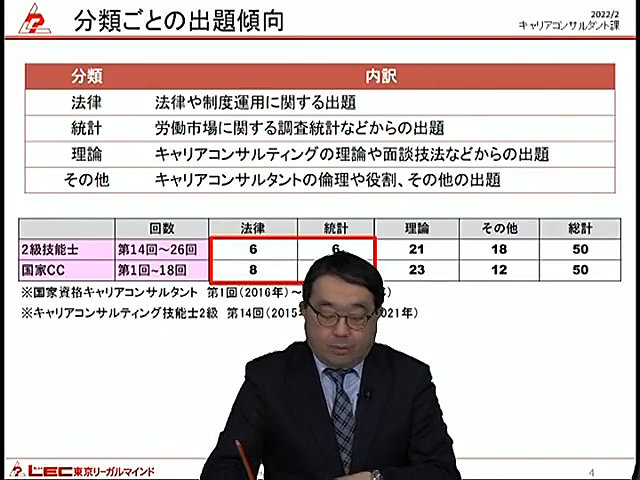 分類ごとの出題傾向
2022/2
キャリアコンサルタント課
分類 内訳
法律 法律や制度運用に関する出題
統計 労働市場に関する調査統計などからの出題
理論 キャリアコンサルティングの理論や面談技法などからの出題
その他 キャリアコンサルタントの倫理や役割、その他の出題
回数 法律 統計 理論 その他 総計
2級技能士 第14回～26回 6 6 21 18 50
国家CC 第1回~18回 8 23 12 50
※国家資格キャリアコンサルタント 第1回(2016年)～
※キャリアコンサルティング技能士2級 第14回(2015 21年)
LEC東京リーガルマインド
4